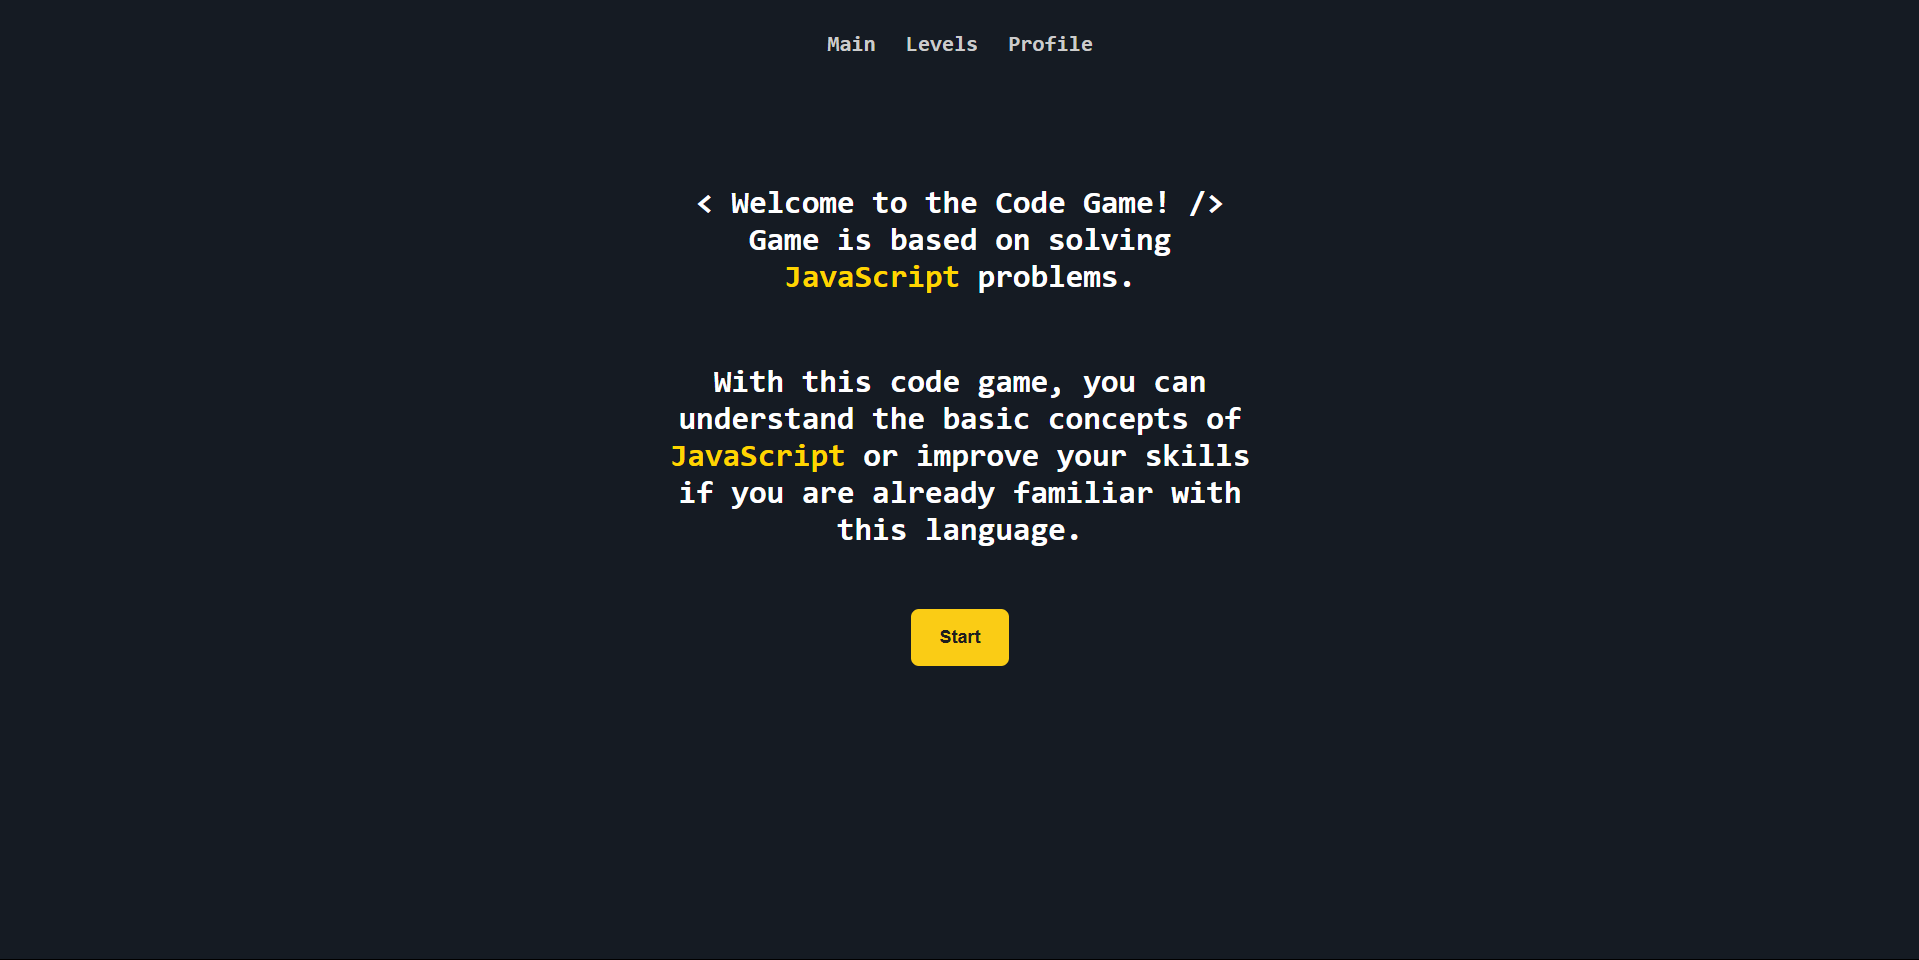 Main Levels Profile
< Welcome to the Code Game! />
Game is based on solving
JavaScript problems.
With this code game, you can
understand the basic concepts of
JavaScript or improve your skills
if you are already familiar with
this language.
Start